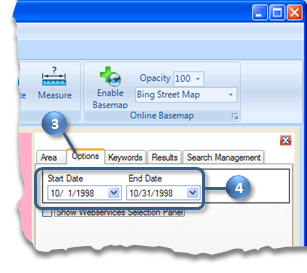 te
Measure
Enable
Basemap
Opacity 100
Bing Street Map
Online Basemap
3
Area Options Keywords Results Search Management
Start Date End Date
10/ 1/1998 10/31/1998
4
Show Webservices Selection Panel